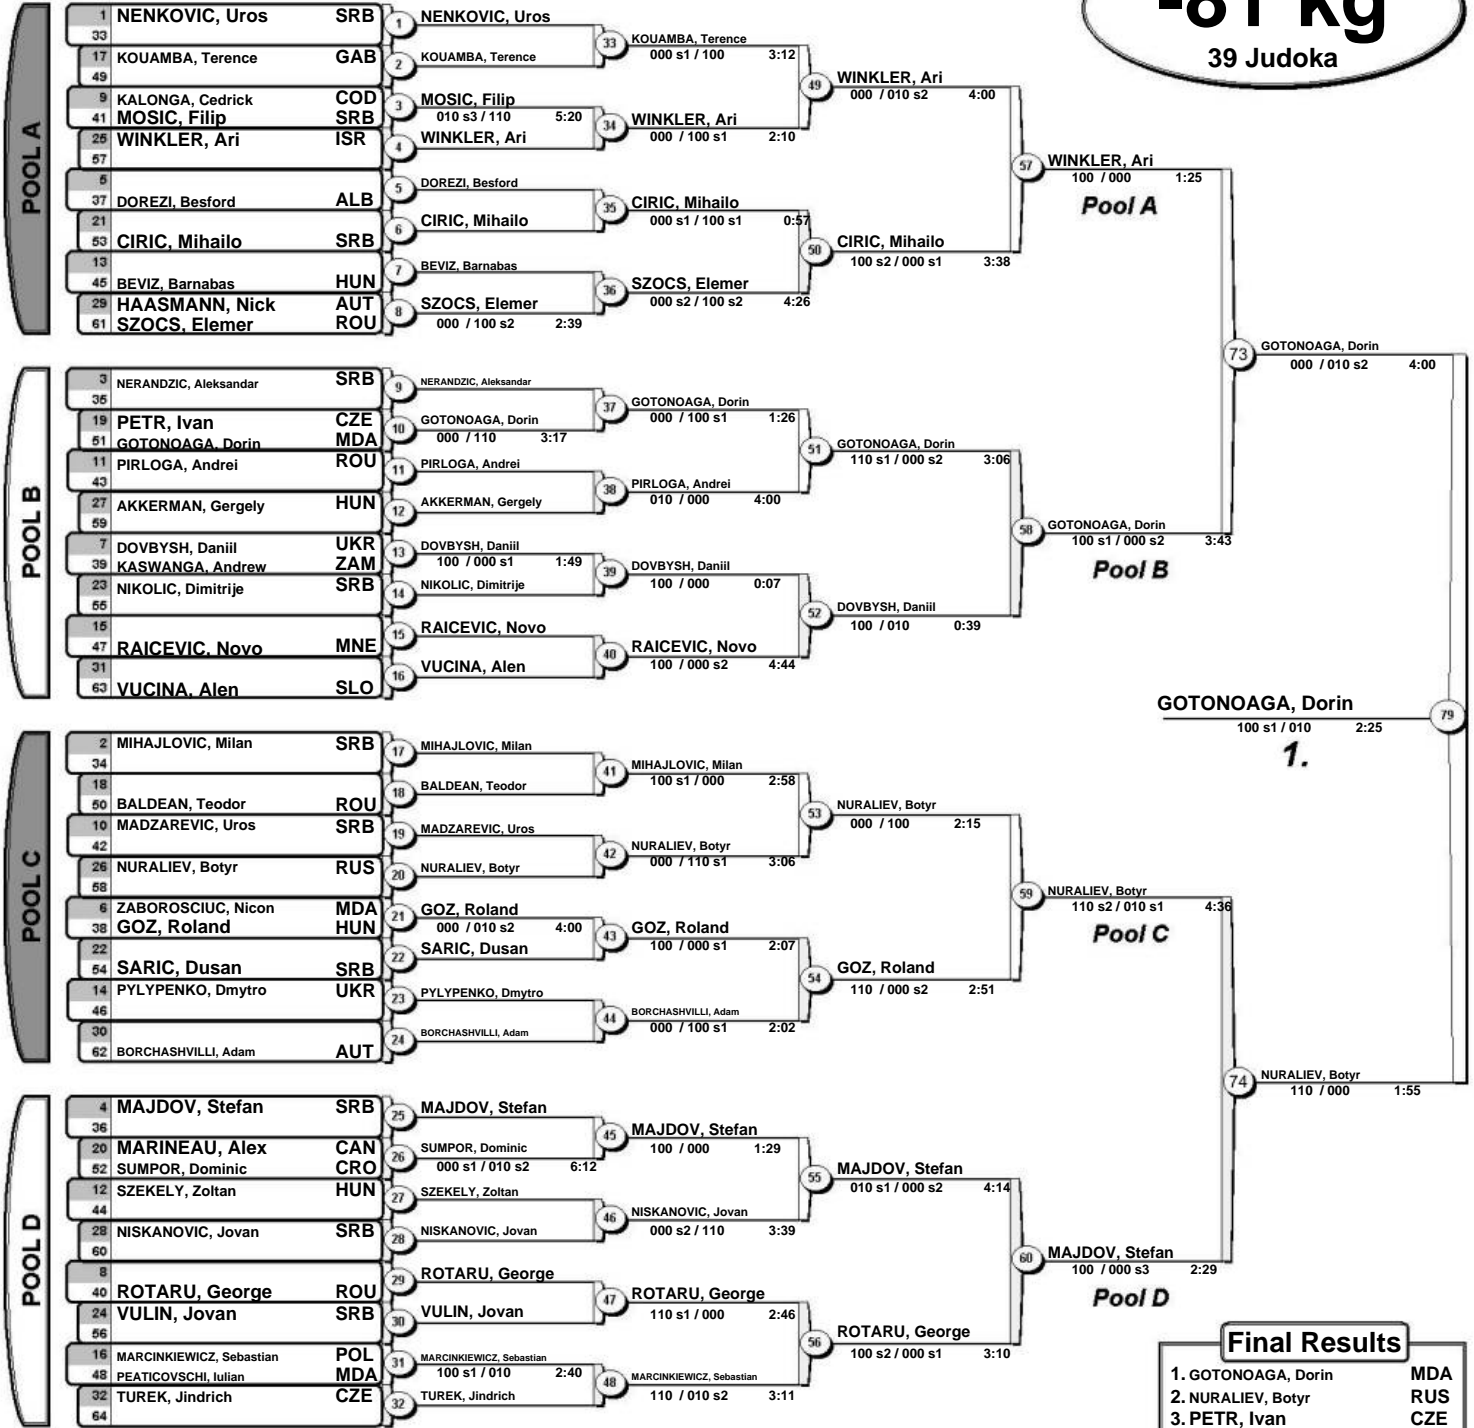 -81 kg
39 Judoka
POOL A
1 NENKOVIC, Uros SRB
33
17 KOUAMBA, Terence GAB
49
9 KALONGA, Cedrick COD
41 MOSIC, Filip SRB
25 WINKLER, Ari ISR
57
5
37 DOREZI, Besford ALB
21
53 CIRIC, Mihailo SRB
13
45 BEVIZ, Barnabas HUN
29 HAASMANN, Nick AUT
61 SZOCS, Elemer ROU
1 NENKOVIC, Uros
2 KOUAMBA, Terence
3 MOSIC, Filip
010 s3 / 110 5:20
4 WINKLER, Ari
5 DOREZI, Besford
6 CIRIC, Mihailo
7 BEVIZ, Barnabas
8 SZOCS, Elemer
000 / 100 s2 2:39
33 KOUAMBA, Terence
000 s1 / 100 3:12
34 WINKLER, Ari
000 / 100 s1 2:10
35 CIRIC, Mihailo
000 s1 / 100 s1 0:57
36 SZOCS, Elemer
000 s2 / 100 s2 4:26
49 WINKLER, Ari
000 / 010 s2 4:00
50 CIRIC, Mihailo
100 s2 / 000 s1 3:38
57 WINKLER, Ari
100 / 000 1:25
Pool A
POOL B
3 NERANDZIC, Aleksandar SRB
35
19 PETR, Ivan CZE
51 GOTONOAGA, Dorin MDA
11 PIRLOGA, Andrei ROU
43
27 AKKERMAN, Gergely HUN
59
7 DOVBYSH, Daniil UKR
39 KASWANGA, Andrew ZAM
23 NIKOLIC, Dimitrije SRB
55
15
47 RAICEVIC, Novo MNE
31
63 VUCINA, Alen SLO
9 NERANDZIC, Aleksandar
10 GOTONOAGA, Dorin
000 / 110 3:17
11 PIRLOGA, Andrei
12 AKKERMAN, Gergely
13 DOVBYSH, Daniil
100 / 000 s1 1:49
14 NIKOLIC, Dimitrije
15 RAICEVIC, Novo
16 VUCINA, Alen
37 GOTONOAGA, Dorin
000 / 100 s1 1:26
38 PIRLOGA, Andrei
010 / 000 4:00
39 DOVBYSH, Daniil
100 / 000 0:07
40 RAICEVIC, Novo
100 / 000 s2 4:44
51 GOTONOAGA, Dorin
110 s1 / 000 s2 3:06
52 DOVBYSH, Daniil
100 / 010 0:39
58 GOTONOAGA, Dorin
100 s1 / 000 s2 3:43
Pool B
73 GOTONOAGA, Dorin
000 / 010 s2 4:00
GOTONOAGA, Dorin 79
100 s1 / 010 2:25
1.
POOL C
2 MIHAJLOVIC, Milan SRB
34
18
50 BALDEAN, Teodor ROU
10 MADZAREVIC, Uros SRB
42
26 NURALIEV, Botyr RUS
58
6 ZABOROSCIUC, Nicon MDA
38 GOZ, Roland HUN
22
54 SARIC, Dusan SRB
14 PYLYPENKO, Dmytro UKR
46
30
62 BORCHASHVILLI, Adam AUT
17 MIHAJLOVIC, Milan
18 BALDEAN, Teodor
19 MADZAREVIC, Uros
20 NURALIEV, Botyr
21 GOZ, Roland
000 / 010 s2 4:00
22 SARIC, Dusan
23 PYLYPENKO, Dmytro
24 BORCHASHVILLI, Adam
41 MIHAJLOVIC, Milan
100 s1 / 000 2:58
42 NURALIEV, Botyr
000 / 110 s1 3:06
43 GOZ, Roland
100 / 000 s1 2:07
44 BORCHASHVILLI, Adam
000 / 100 s1 2:02
53 NURALIEV, Botyr
000 / 100 2:15
54 GOZ, Roland
110 / 000 s2 2:51
59 NURALIEV, Botyr
110 s2 / 010 s1 4:36
Pool C
POOL D
4 MAJDOV, Stefan SRB
36
20 MARINEAU, Alex CAN
52 SUMPOR, Dominic CRO
12 SZEKELY, Zoltan HUN
44
28 NISKANOVIC, Jovan SRB
60
8
40 ROTARU, George ROU
24 VULIN, Jovan SRB
56
16 MARCINKIEWICZ, Sebastian POL
48 PEATICOVSCHI, Iulian MDA
32 TUREK, Jindrich CZE
64
25 MAJDOV, Stefan
26 SUMPOR, Dominic
000 s1 / 010 s2 6:12
27 SZEKELY, Zoltan
28 NISKANOVIC, Jovan
29 ROTARU, George
30 VULIN, Jovan
31 MARCINKIEWICZ, Sebastian
100 s1 / 010 2:40
32 TUREK, Jindrich
45 MAJDOV, Stefan
100 / 000 1:29
46 NISKANOVIC, Jovan
000 s2 / 110 3:39
47 ROTARU, George
110 s1 / 000 2:46
48 MARCINKIEWICZ, Sebastian
110 / 010 s2 3:11
55 MAJDOV, Stefan
010 s1 / 000 s2 4:14
56 ROTARU, George
100 s2 / 000 s1 3:10
60 MAJDOV, Stefan
100 / 000 s3 2:29
Pool D
74 NURALIEV, Botyr
110 / 000 1:55
Final Results
1. GOTONOAGA, Dorin MDA
2. NURALIEV, Botyr RUS
3. PETR, Ivan CZE